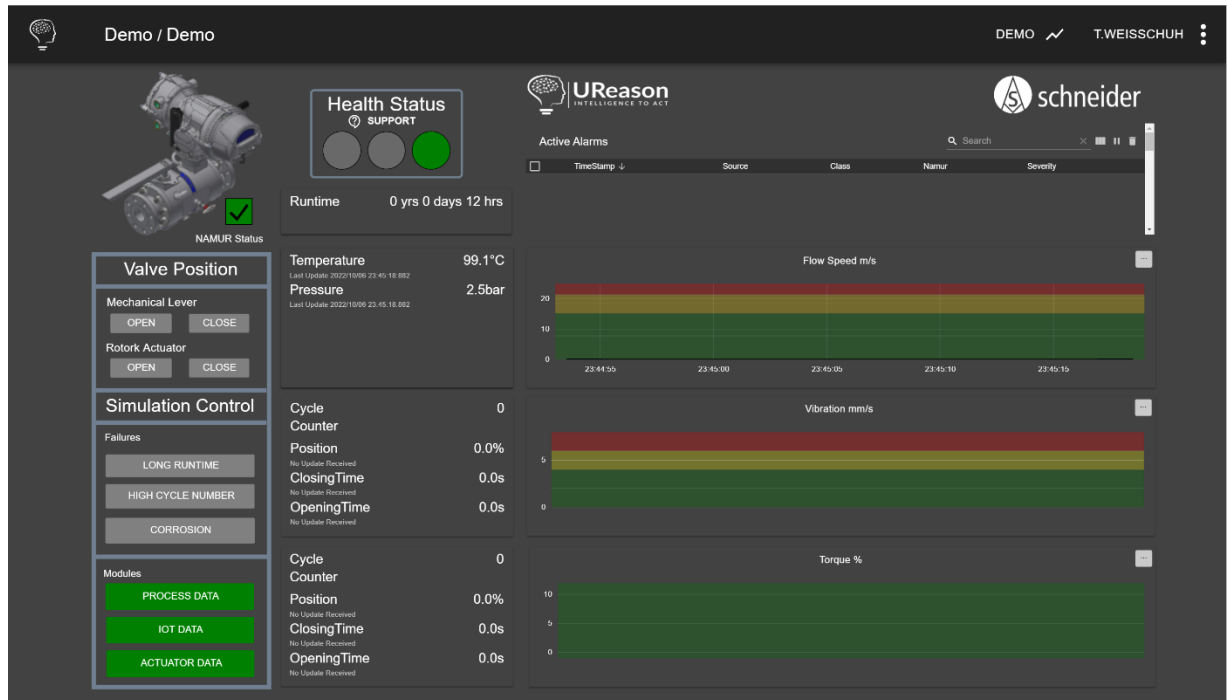 Demo / Demo
DEMO
T.WEISSCHUH
NAMUR Status
Health Status
SUPPORT
Runtime 0 yrs 0 days 12 hrs
UReason
INTELLIGENCE TO ACT
schneider
Active Alarms
Search
TimeStamp ↓ Source Class Namur Severity
Valve Position
Mechanical Lever
OPEN CLOSE
Rotork Actuator
OPEN CLOSE
Simulation Control
Failures
LONG RUNTIME
HIGH CYCLE NUMBER
CORROSION
Modules
PROCESS DATA
IOT DATA
ACTUATOR DATA
Temperature 99.1°C
Last Update 2022/10/06 23:45:18.882
Pressure 2.5bar
Last Update 2022/10/06 23:45:18.882
Cycle 0
Counter
Position 0.0%
No Update Received
ClosingTime 0.0s
No Update Received
OpeningTime 0.0s
No Update Received
Cycle 0
Counter
Position 0.0%
No Update Received
ClosingTime 0.0s
No Update Received
OpeningTime 0.0s
No Update Received
Flow Speed m/s
20
10
0
23:44:55 23:45:00 23:45:05 23:45:10 23:45:15
Vibration mm/s
5
0
Torque %
10
5
0